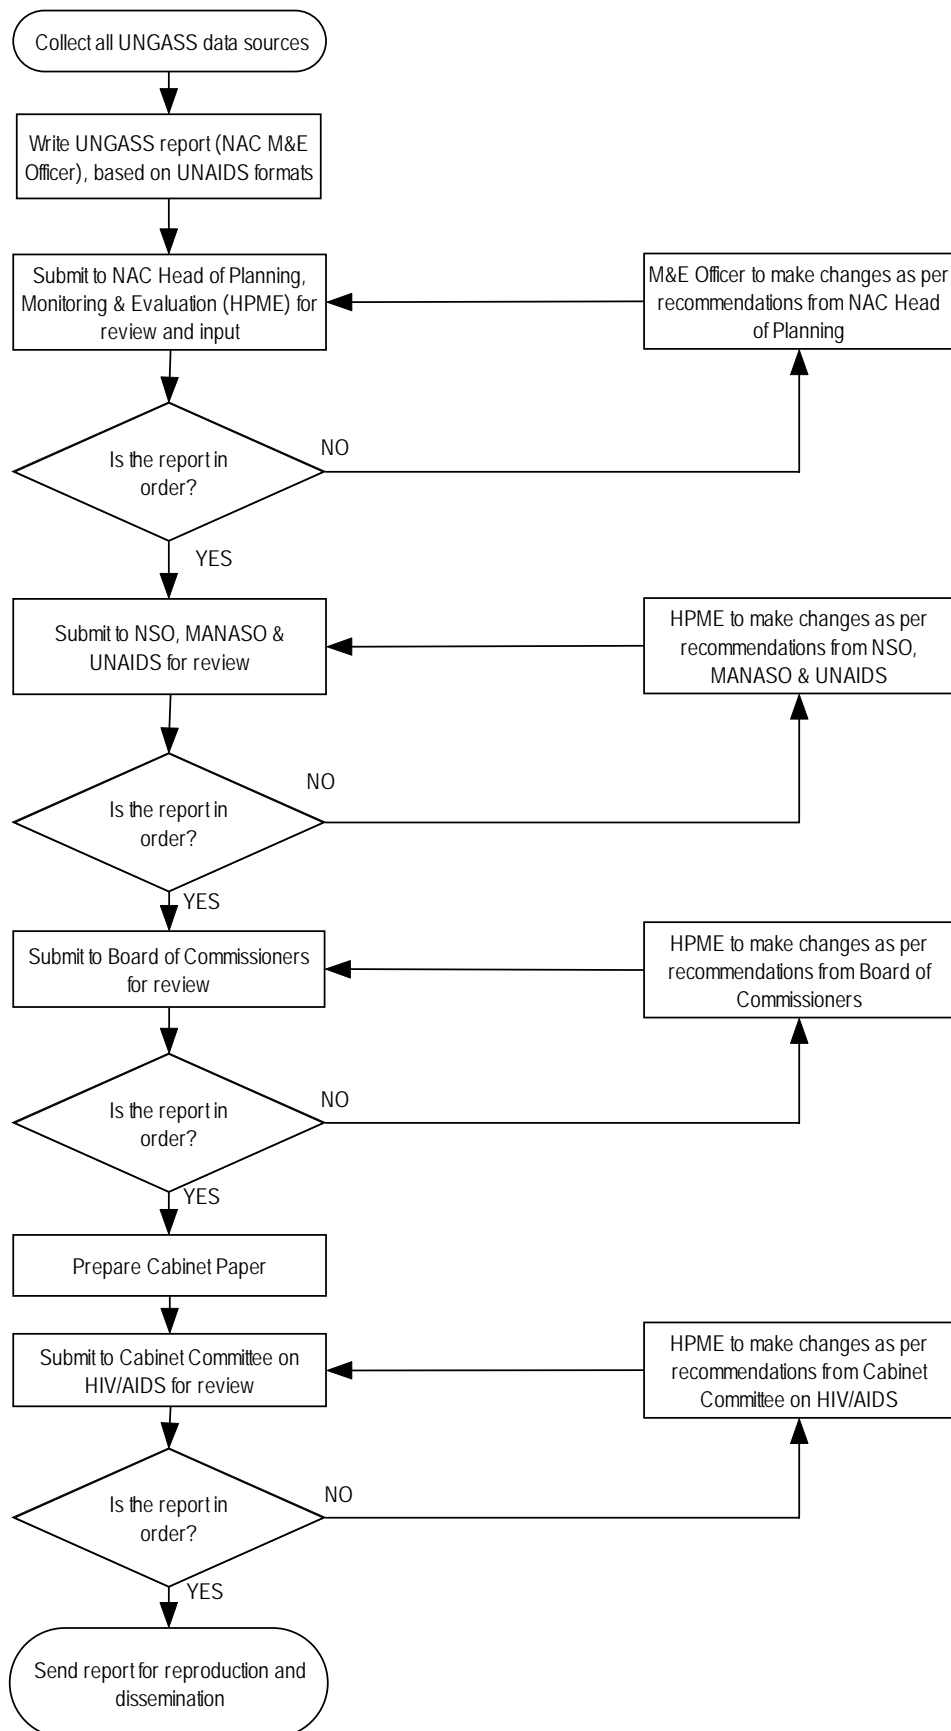 Collect all UNGASS data sources
Write UNGASS report (NAC M&E
Officer), based on UNAIDS formats
Submit to NAC Head of Planning,
Monitoring & Evaluation (HPME) for
review and input
M&E Officer to make changes as per
recommendations from NAC Head
of Planning
Is the report in
order?
NO
YES
Submit to NSO, MANASO &
UNAIDS for review
HPME to make changes as per
recommendations from NSO,
MANASO & UNAIDS
Is the report in
order?
NO
YES
Submit to Board of Commissioners
for review
HPME to make changes as per
recommendations from Board of
Commissioners
Is the report in
order?
NO
YES
Prepare Cabinet Paper
Submit to Cabinet Committee on
HIV/AIDS for review
HPME to make changes as per
recommendations from Cabinet
Committee on HIV/AIDS
Is the report in
order?
NO
YES
Send report for reproduction and
dissemination